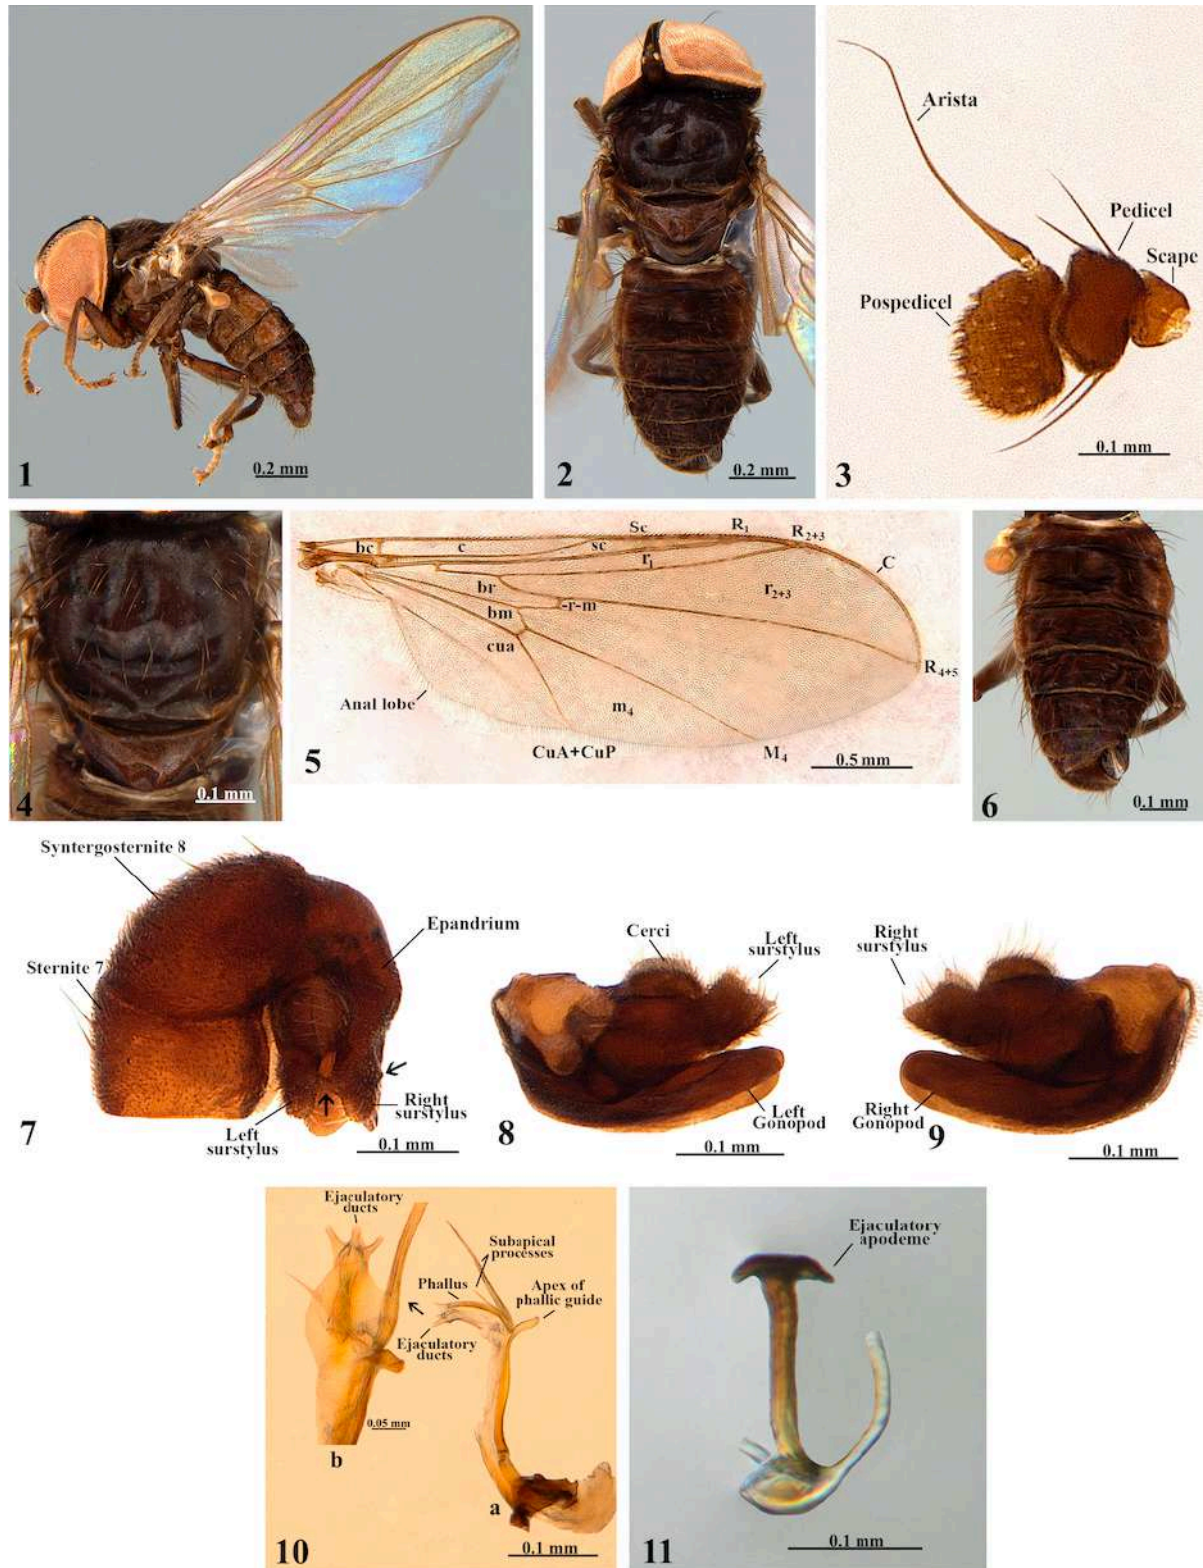 1
0.2 mm
2
0.2 mm
Arista
Pedicel
Scape
Pospedicel
0.1 mm
3
4
0.1 mm
Sc
R1
R2+3
bc
c
sc
r1
C
br
r2+3
bm
-r-m
cua
R4+5
Anal lobe
m4
CuA+CuP
M4
5
0.5 mm
6
0.1 mm
Syntergosternite 8
Epandrium
Sternite 7
Right
surstylus
Left
surstylus
7
0.1 mm
Cerci
Left
surstylus
Left
Gonopod
8
0.1 mm
Right
surstylus
Right
Gonopod
9
0.1 mm
Ejaculatory
ducts
Subapical
processes
Phallus
Apex of
phallic guide
Ejaculatory
ducts
0.05 mm
b
a
10
0.1 mm
Ejaculatory
apodeme
11
0.1 mm